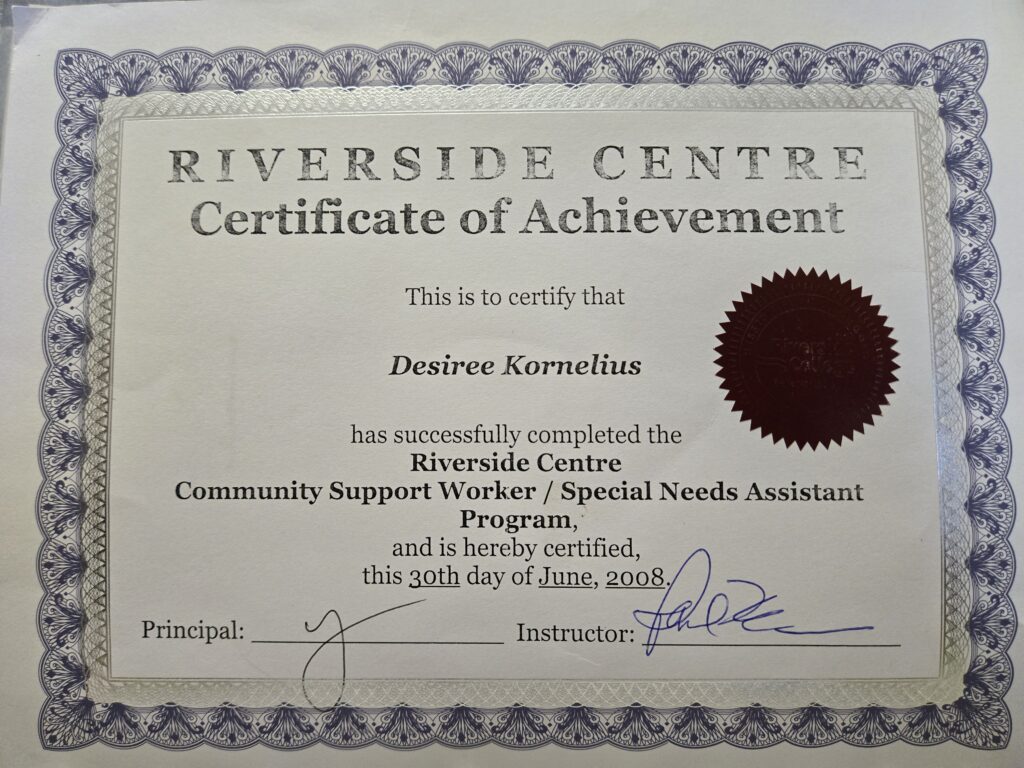 RIVERSIDE CENTRE
Certificate of Achievement
This is to certify that
Desiree Kornelius
has successfully completed the
Riverside Centre
Community Support Worker / Special Needs Assistant
Program,
and is hereby certified,
this 30th day of June, 2008.
Principal: Instructor: